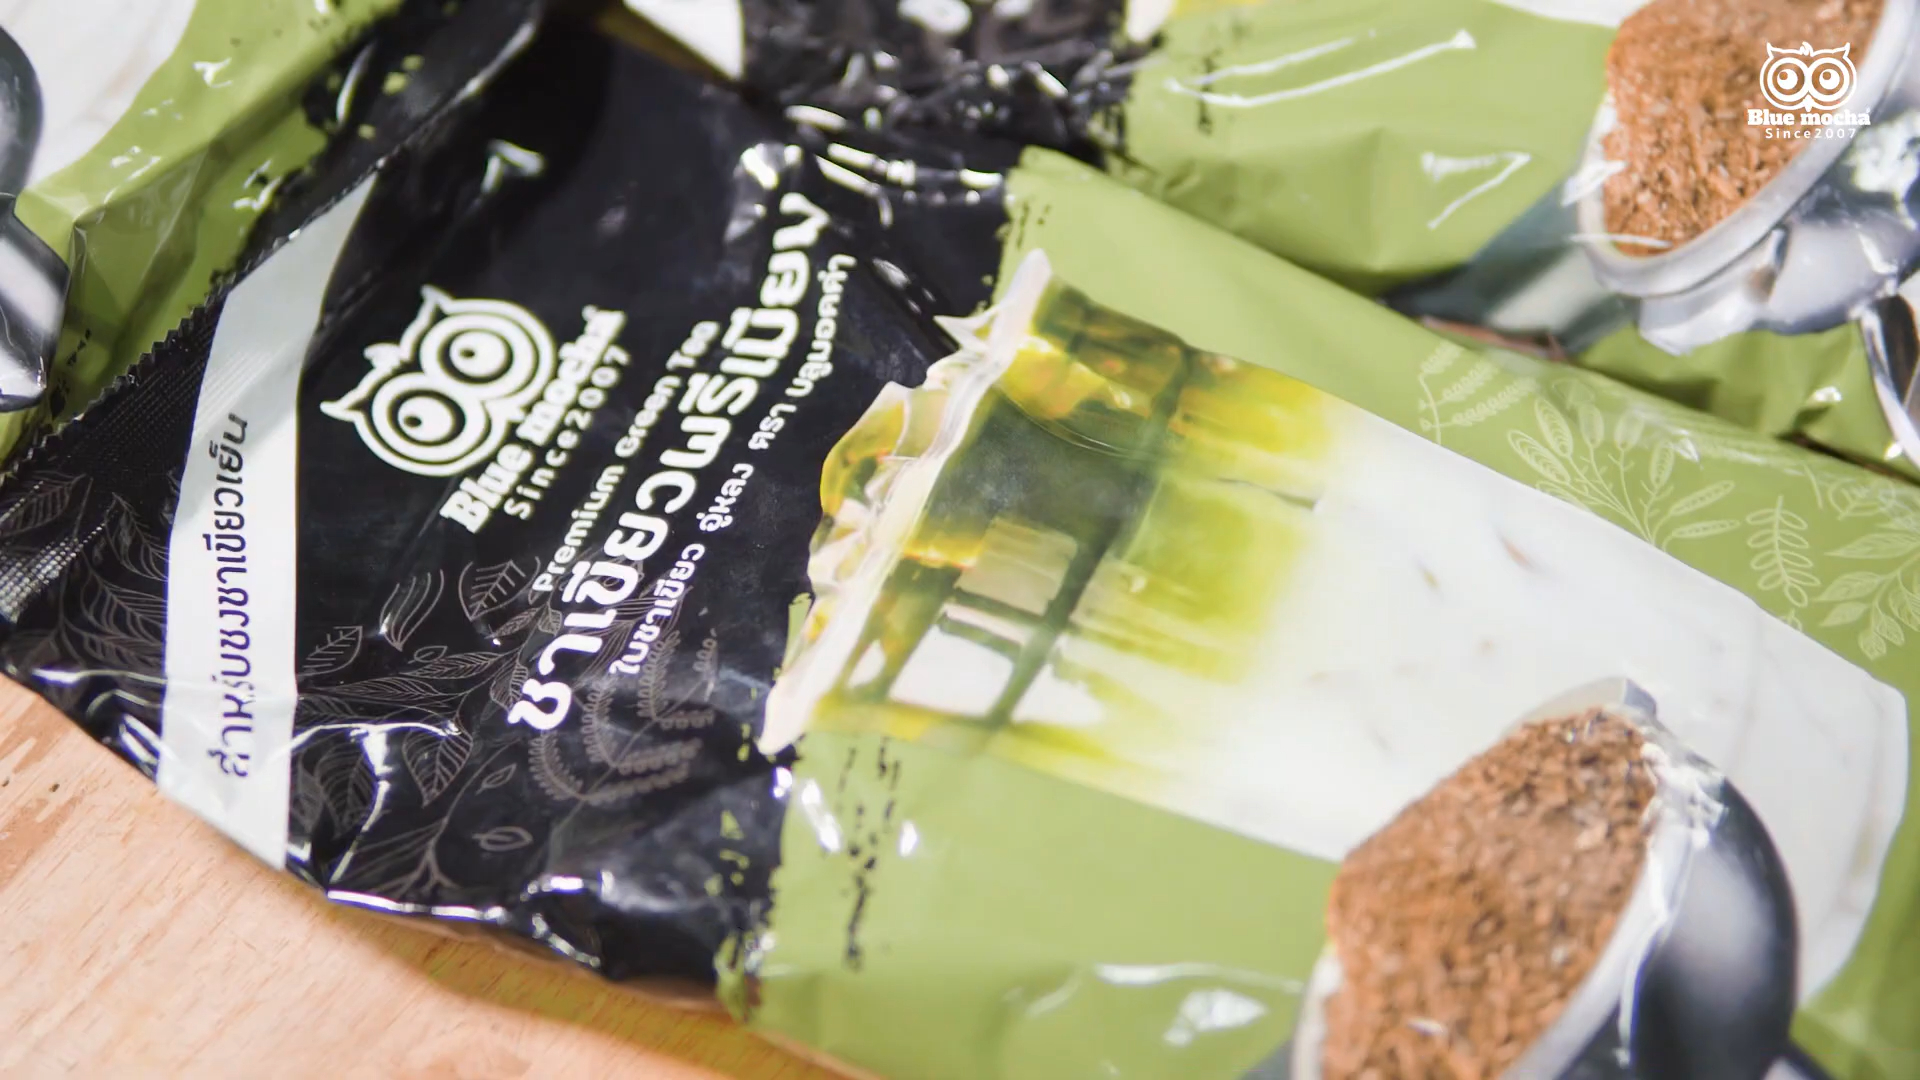 Blue mocha
Since2007
สำหรับชงชาเขียวเย็น
Blue mocha
Since2007
Premium Green Tea
ชาเขียวพรีเมียม
ใบชาเขียว อู่หลง ตรา บลูมอคค่า